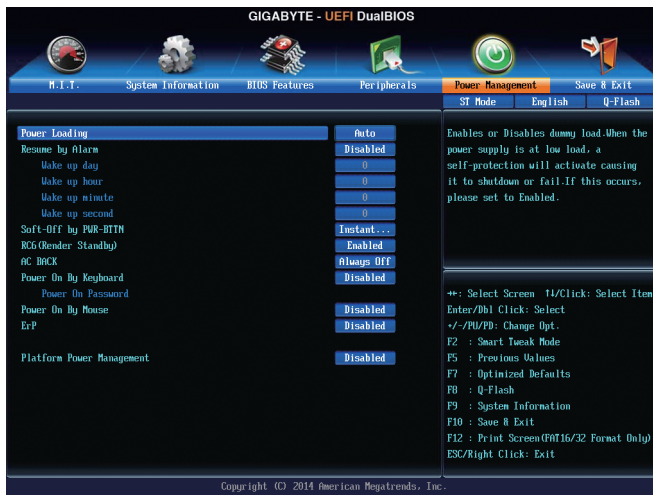 GIGABYTE - UEFI DualBIOS
M.I.T. System Information BIOS Features Peripherals Power Management Save & Exit
ST Mode English Q-Flash
Power Loading Auto
Resume by Alarm Disabled
Wake up day 0
Wake up hour 0
Wake up minute 0
Wake up second 0
Soft-Off by PWR-BTTN Instant...
RC6(Render Standby) Enabled
AC BACK Always Off
Power On By Keyboard Disabled
Power On Password
Power On By Mouse Disabled
ErP Disabled
Platform Power Management Disabled
Enables or Disables dummy load.When the
power supply is at low load, a
self-protection will activate causing
it to shutdown or fail.If this occurs,
please set to Enabled.
→←: Select Screen ↑↓/Click: Select Item
Enter/Dbl Click: Select
+/-/PU/PD: Change Opt.
F2 : Smart Tweak Mode
F5 : Previous Values
F7 : Optimized Defaults
F8 : Q-Flash
F9 : System Information
F10 : Save & Exit
F12 : Print Screen(FAT16/32 Format Only)
ESC/Right Click: Exit
Copyright (C) 2014 American Megatrends, Inc.